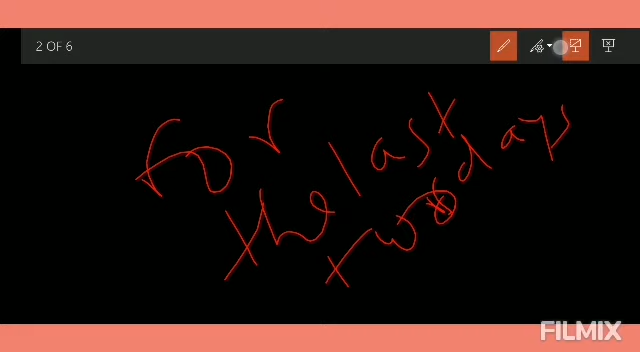 2 OF 6
For
the last
two days
FILMIX